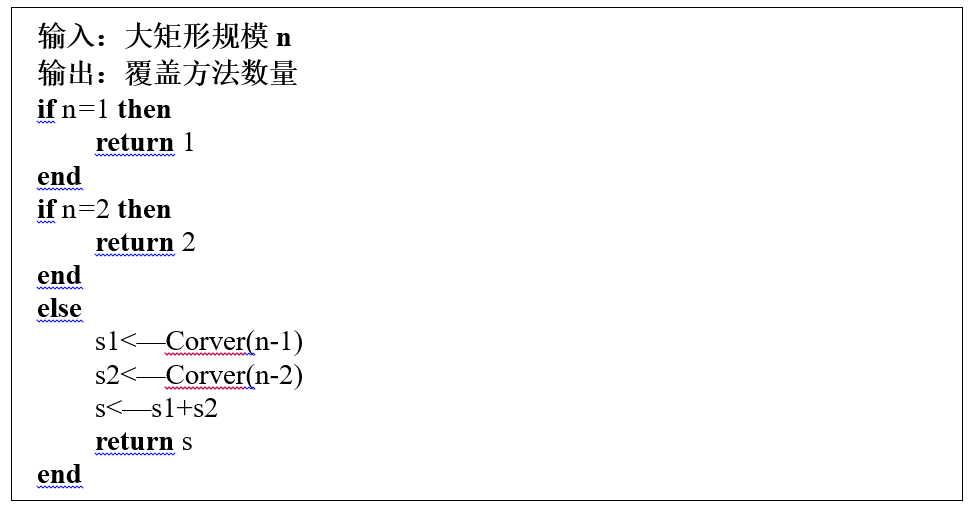 输入：大矩形规模 n
输出：覆盖方法数量
if n=1 then
return 1
end
if n=2 then
return 2
end
else
s1<—Corver(n-1)
s2<—Corver(n-2)
s<—s1+s2
return s
end